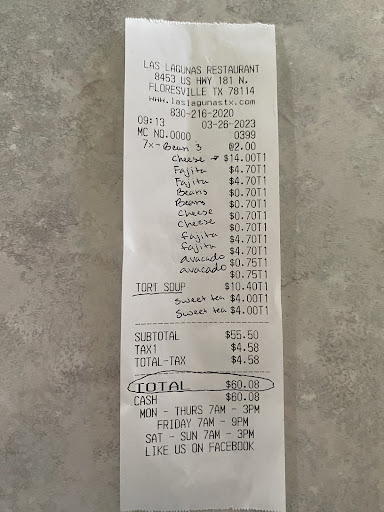 LAS LAGUNAS RESTAURANT
8453 US HWY 181 N.
FLORESVILLE TX 78114
www.laslagunastx.com
830-216-2020
09:13 03-26-2023
MC NO.0000 0399
7x- Bean 3 @2.00
cheese → $14.00T1
Fajita $4.70T1
Fajita $4.70T1
Beans $0.70T1
Beans $0.70T1
cheese $0.70T1
cheese $0.70T1
fajita $4.70T1
fajita $4.70T1
avacado $0.75T1
avacado $0.75T1
TORT SOUP $10.40T1
Sweet tea $4.00T1
Sweet tea $4.00T1
SUBTOTAL $55.50
TAX1 $4.58
TOTAL-TAX $4.58
TOTAL $60.08
CASH $60.08
MON - THURS 7AM - 3PM
FRIDAY 7AM - 9PM
SAT - SUN 7AM - 3PM
LIKE US ON FACEBOOK